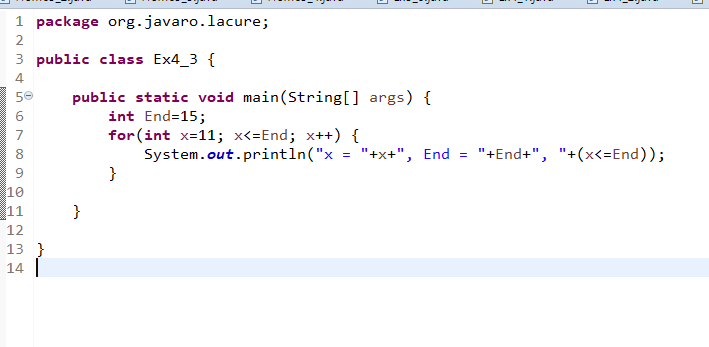 1 package org.javaro.lacure;
2
3 public class Ex4_3 {
4
5     public static void main(String[] args) {
6         int End=15;
7         for(int x=11; x<=End; x++) {
8             System.out.println("x = "+x+", End = "+End+", "+(x<=End));
9         }
10
11     }
12
13 }
14